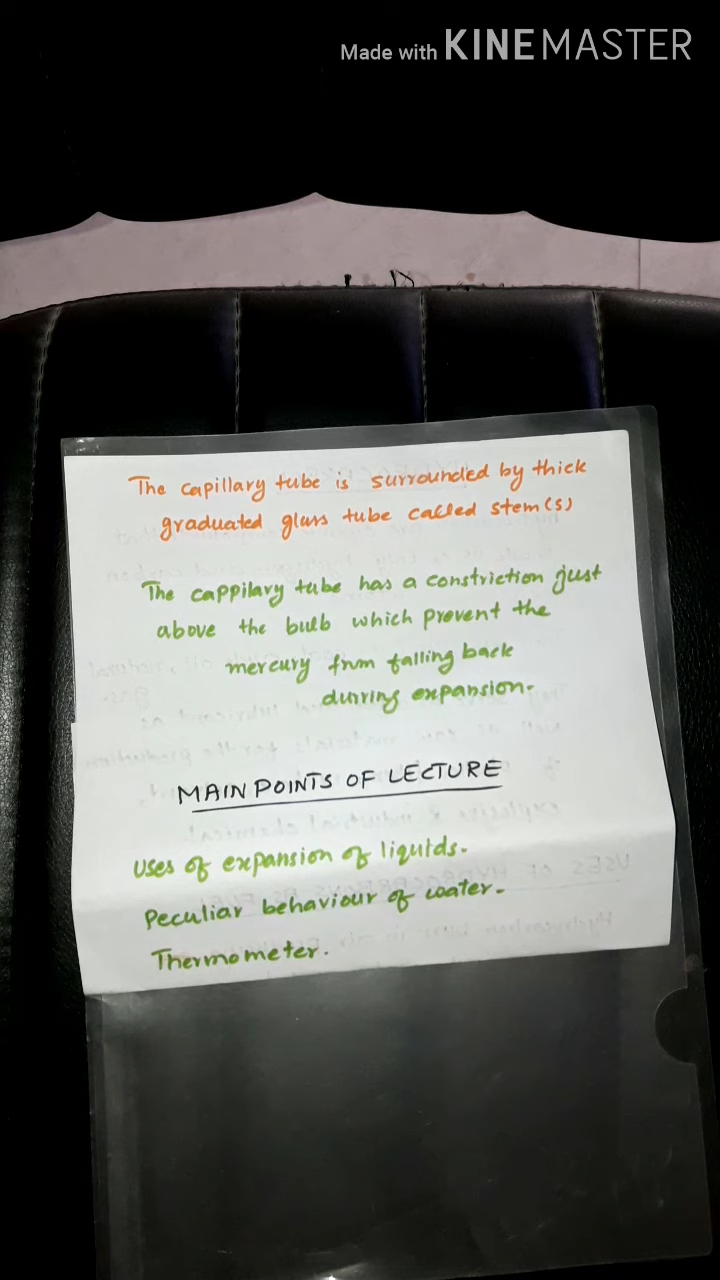 Made with KINEMASTER
The capillary tube is surrounded by thick
graduated glass tube called stem(s)
The cappilary tube has a constriction just
above the bulb which prevent the
mercury from falling back
durring expansion.
MAIN POINTS OF LECTURE
Uses of expansion of liquids.
Peculiar behaviour of water.
Thermometer.